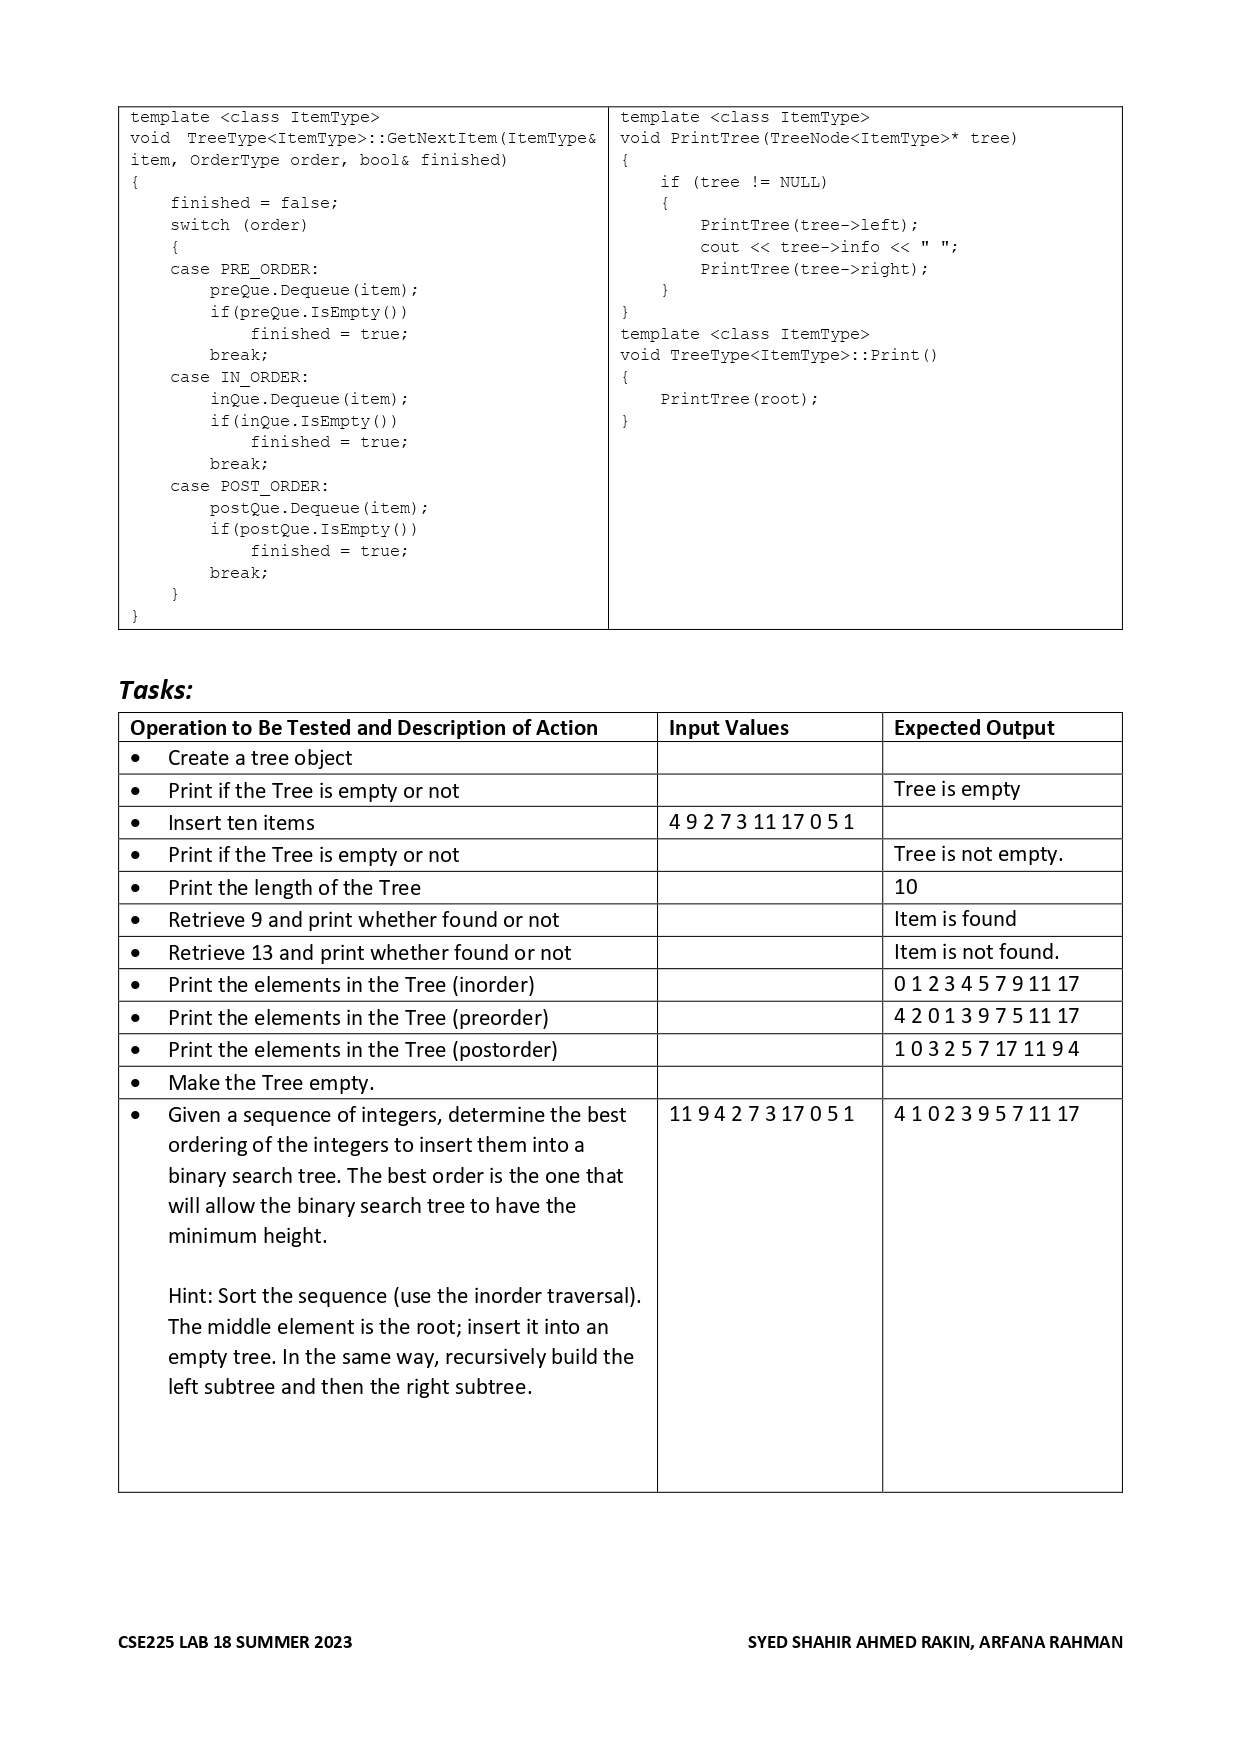 template <class ItemType>
void TreeType<ItemType>::GetNextItem(ItemType&
item, OrderType order, bool& finished)
{
    finished = false;
    switch (order)
    {
    case PRE_ORDER:
        preQue.Dequeue(item);
        if(preQue.IsEmpty())
            finished = true;
        break;
    case IN_ORDER:
        inQue.Dequeue(item);
        if(inQue.IsEmpty())
            finished = true;
        break;
    case POST_ORDER:
        postQue.Dequeue(item);
        if(postQue.IsEmpty())
            finished = true;
        break;
    }
}
template <class ItemType>
void PrintTree(TreeNode<ItemType>* tree)
{
    if (tree != NULL)
    {
        PrintTree(tree->left);
        cout << tree->info << " ";
        PrintTree(tree->right);
    }
}
template <class ItemType>
void TreeType<ItemType>::Print()
{
    PrintTree(root);
}
Tasks:
Operation to Be Tested and Description of Action Input Values Expected Output
• Create a tree object
• Print if the Tree is empty or not Tree is empty
• Insert ten items 4 9 2 7 3 11 17 0 5 1
• Print if the Tree is empty or not Tree is not empty.
• Print the length of the Tree 10
• Retrieve 9 and print whether found or not Item is found
• Retrieve 13 and print whether found or not Item is not found.
• Print the elements in the Tree (inorder) 0 1 2 3 4 5 7 9 11 17
• Print the elements in the Tree (preorder) 4 2 0 1 3 9 7 5 11 17
• Print the elements in the Tree (postorder) 1 0 3 2 5 7 17 11 9 4
• Make the Tree empty.
• Given a sequence of integers, determine the best 11 9 4 2 7 3 17 0 5 1 4 1 0 2 3 9 5 7 11 17
ordering of the integers to insert them into a
binary search tree. The best order is the one that
will allow the binary search tree to have the
minimum height.
Hint: Sort the sequence (use the inorder traversal).
The middle element is the root; insert it into an
empty tree. In the same way, recursively build the
left subtree and then the right subtree.
CSE225 LAB 18 SUMMER 2023 SYED SHAHIR AHMED RAKIN, ARFANA RAHMAN